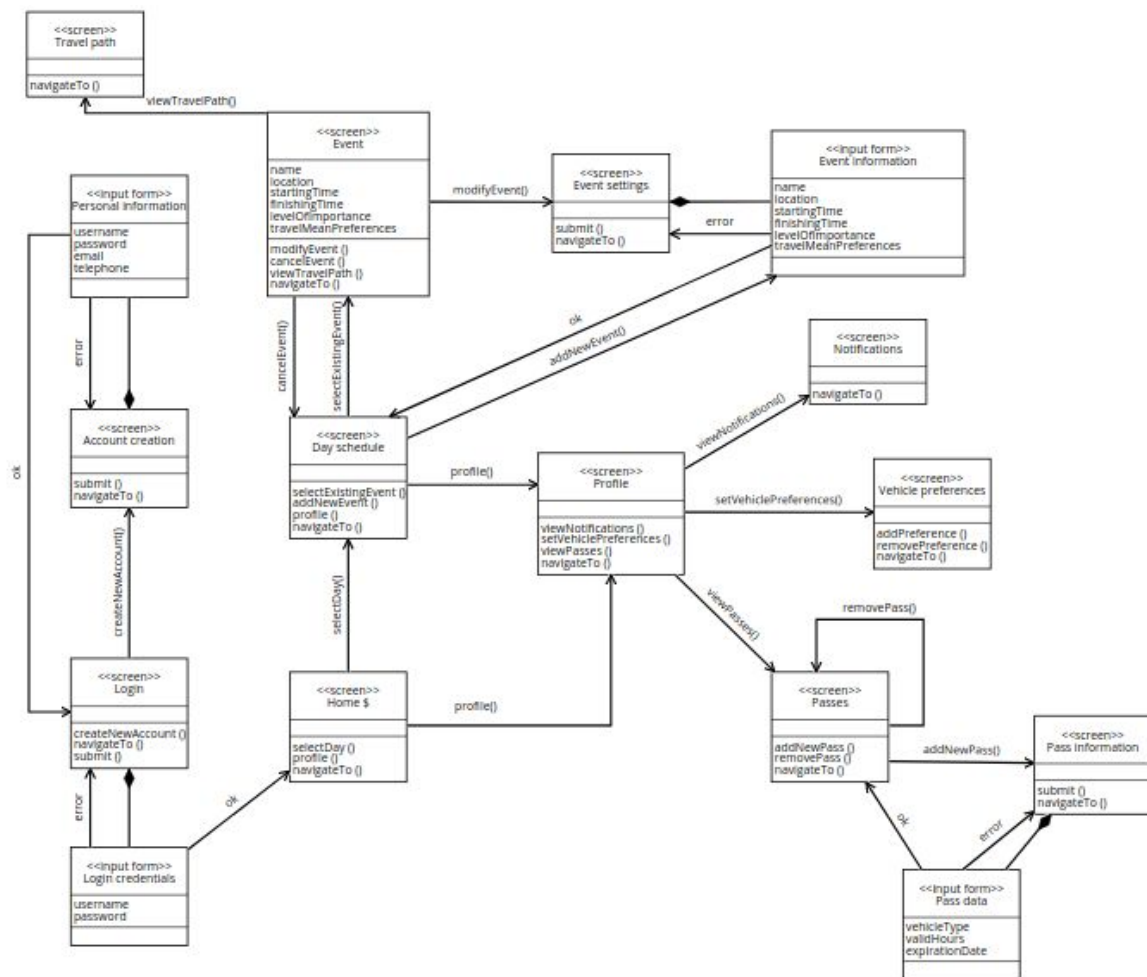 <<screen>>
Travel path
navigateTo ()
viewTravelPath()
<<screen>>
Event
name
location
startingTime
finishingTime
levelOfImportance
travelMeanPreferences
modifyEvent ()
cancelEvent ()
viewTravelPath ()
navigateTo ()
modifyEvent()
<<screen>>
Event settings
submit ()
navigateTo ()
error
<<input form>>
Event information
name
location
startingTime
finishingTime
levelOfImportance
travelMeanPreferences
<<input form>>
Personal information
username
password
email
telephone
error
ok
cancelEvent()
selectExistingEvent()
ok
addNewEvent()
<<screen>>
Notifications
navigateTo ()
viewNotifications()
<<screen>>
Account creation
submit ()
navigateTo ()
<<screen>>
Day schedule
selectExistingEvent ()
addNewEvent ()
profile ()
navigateTo ()
profile()
<<screen>>
Profile
viewNotifications ()
setVehiclePreferences ()
viewPasses ()
navigateTo ()
setVehiclePreferences()
<<screen>>
Vehicle preferences
addPreference ()
removePreference ()
navigateTo ()
createNewAccount()
selectDay()
viewPasses()
removePass()
<<screen>>
Login
createNewAccount ()
navigateTo ()
submit ()
<<screen>>
Home $
selectDay ()
profile ()
navigateTo ()
profile()
<<screen>>
Passes
addNewPass ()
removePass ()
navigateTo ()
addNewPass()
<<screen>>
Pass information
submit ()
navigateTo ()
error
ok
ok
error
<<input form>>
Login credentials
username
password
<<input form>>
Pass data
vehicleType
validHours
expirationDate